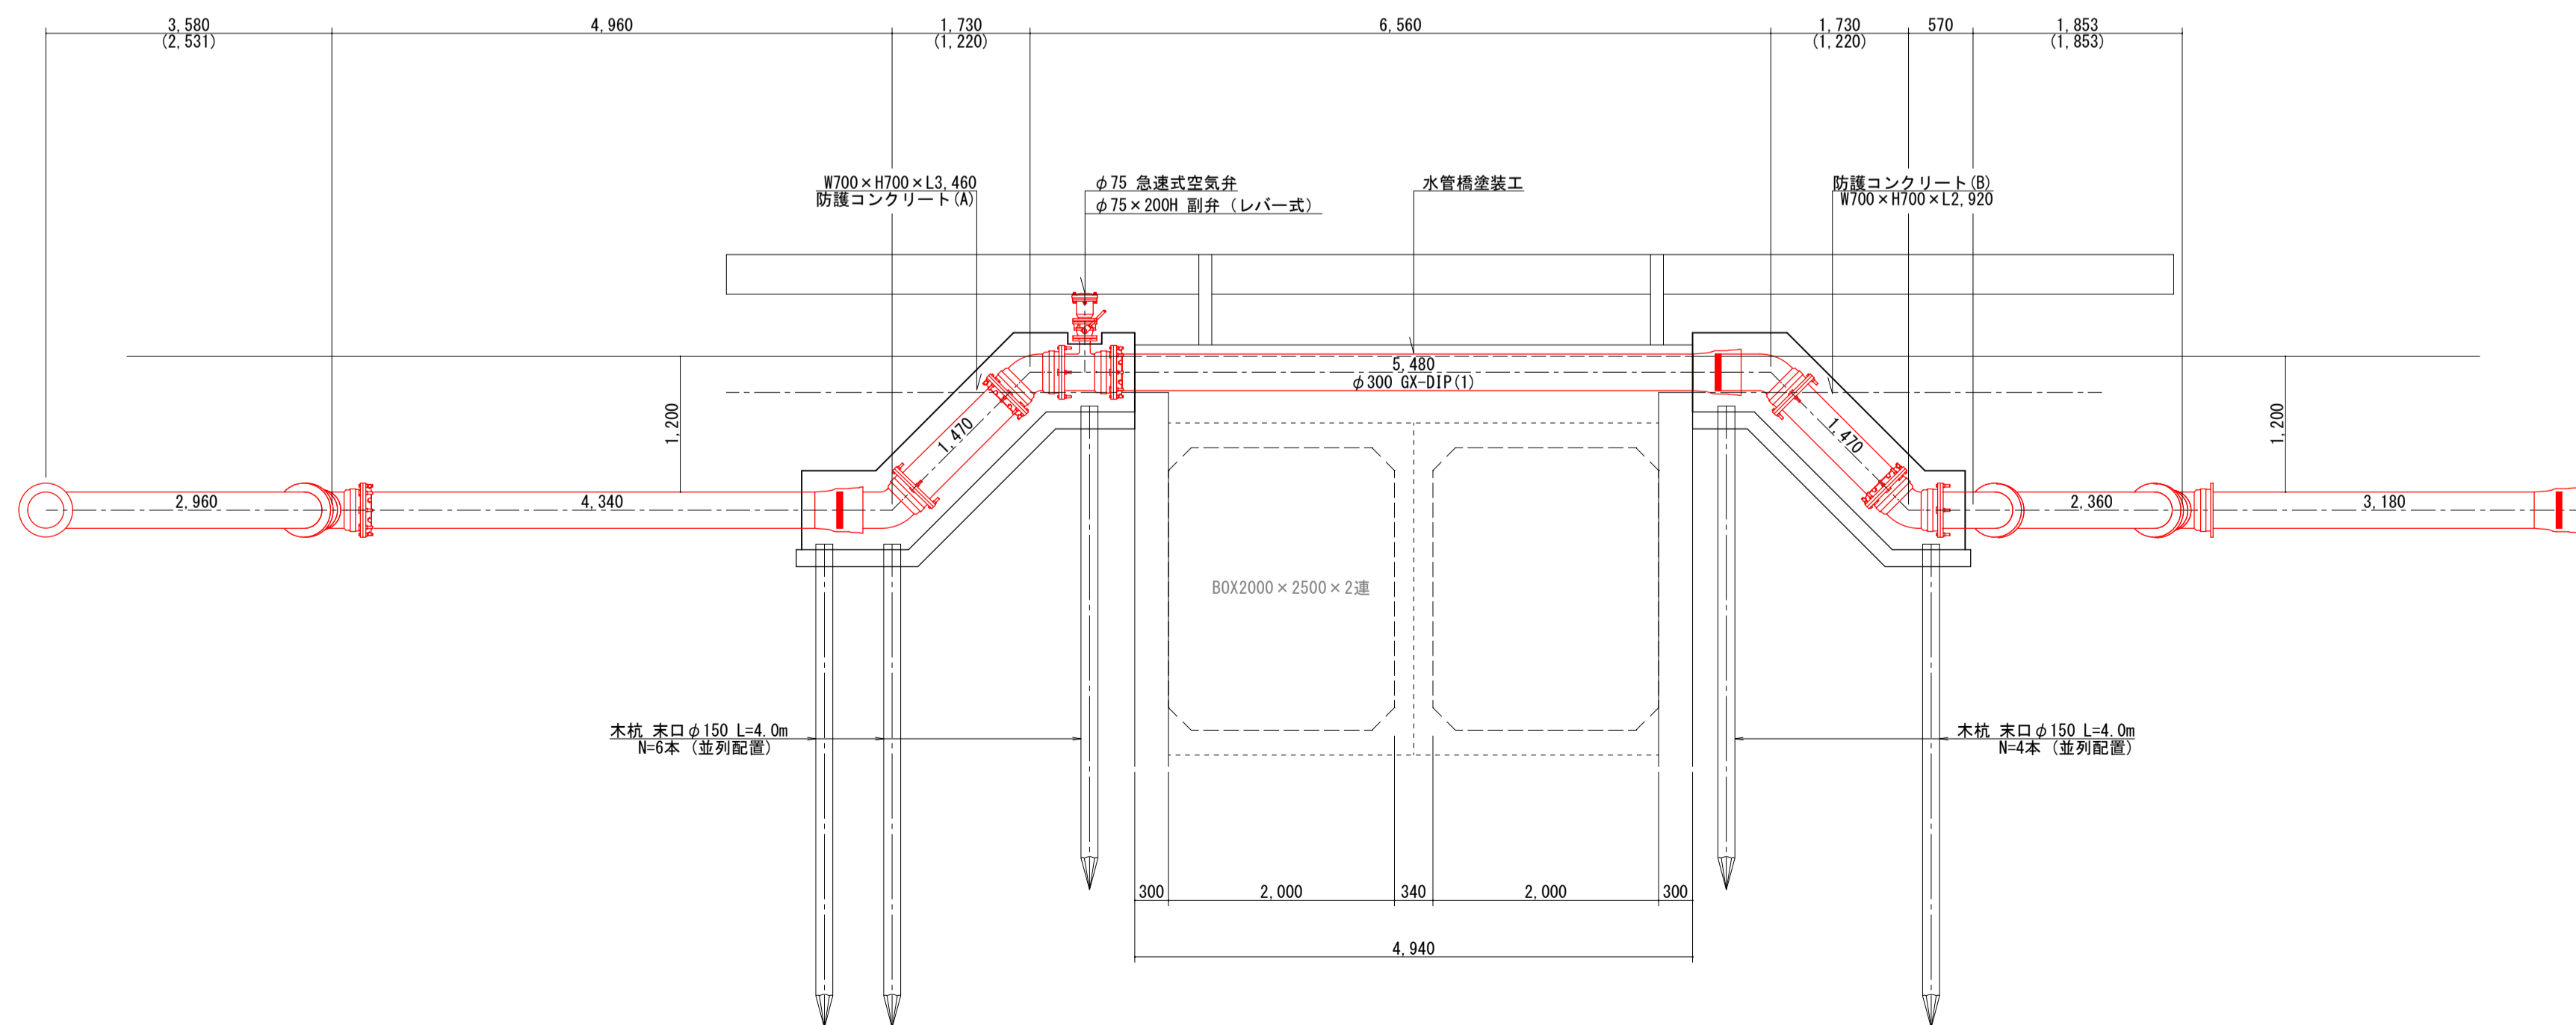 3,580
(2,531)
4,960
1,730
(1,220)
6,560
1,730
(1,220)
570
1,853
(1,853)
W700×H700×L3,460
防護コンクリート(A)
φ75 急速式空気弁
φ75×200H 副弁（レバー式）
水管橋塗装工
防護コンクリート(B)
W700×H700×L2,920
1,200
1,470
5,480
φ300 GX-DIP(1)
1,470
1,200
2,960
4,340
2,360
3,180
BOX2000×2500×2連
木杭 末口φ150 L=4.0m
N=6本（並列配置）
木杭 末口φ150 L=4.0m
N=4本（並列配置）
300
2,000
340
2,000
300
4,940